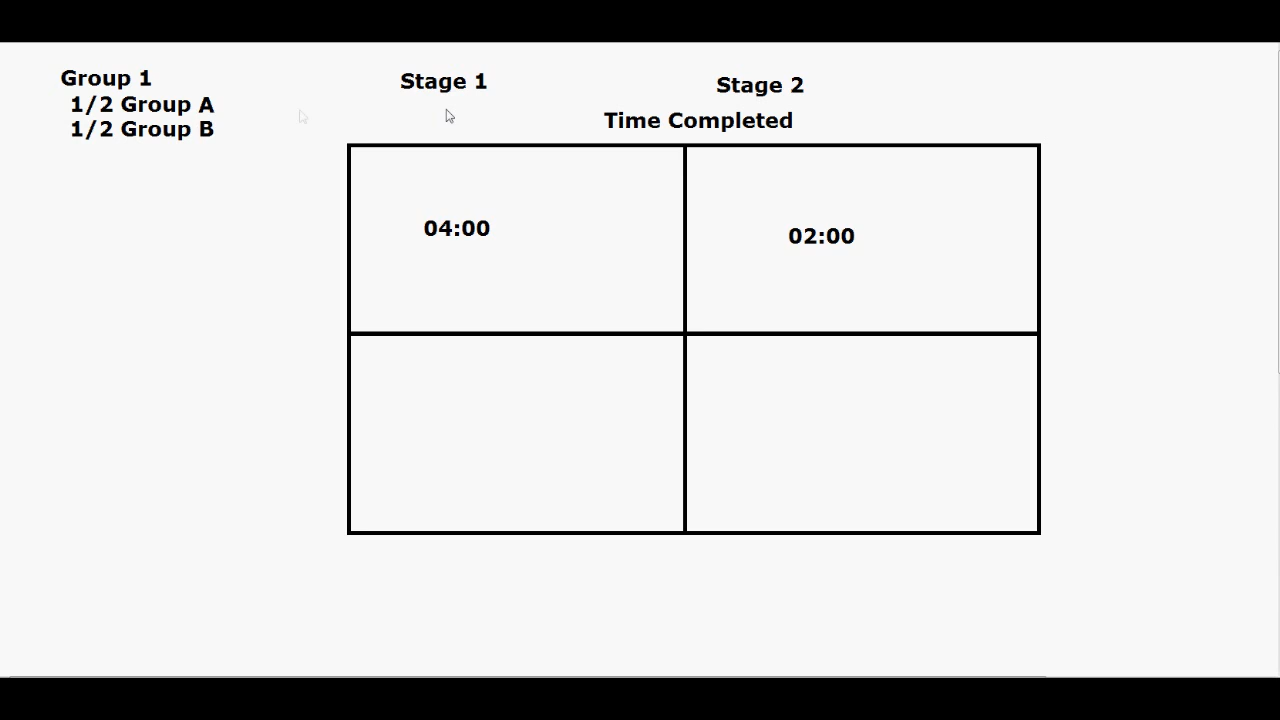 Group 1
1/2 Group A
1/2 Group B
Stage 1
Stage 2
Time Completed
04:00
02:00